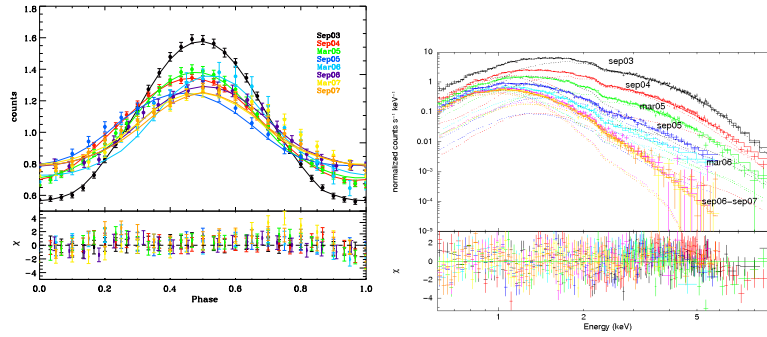 1.8
1.6
1.4
1.2
1.0
0.8
0.6
counts
Sep03
Sep04
Mar05
Sep05
Mar06
Sep06
Mar07
Sep07
4
2
0
−2
−4
χ
0.0
0.2
0.4
0.6
0.8
1.0
Phase
10
1
0.1
0.01
10⁻³
10⁻⁴
10⁻⁵
normalized counts s⁻¹ keV⁻¹
sep03
sep04
mar05
sep05
mar06
sep06−sep07
2
0
−2
−4
χ
1
2
5
Energy (keV)